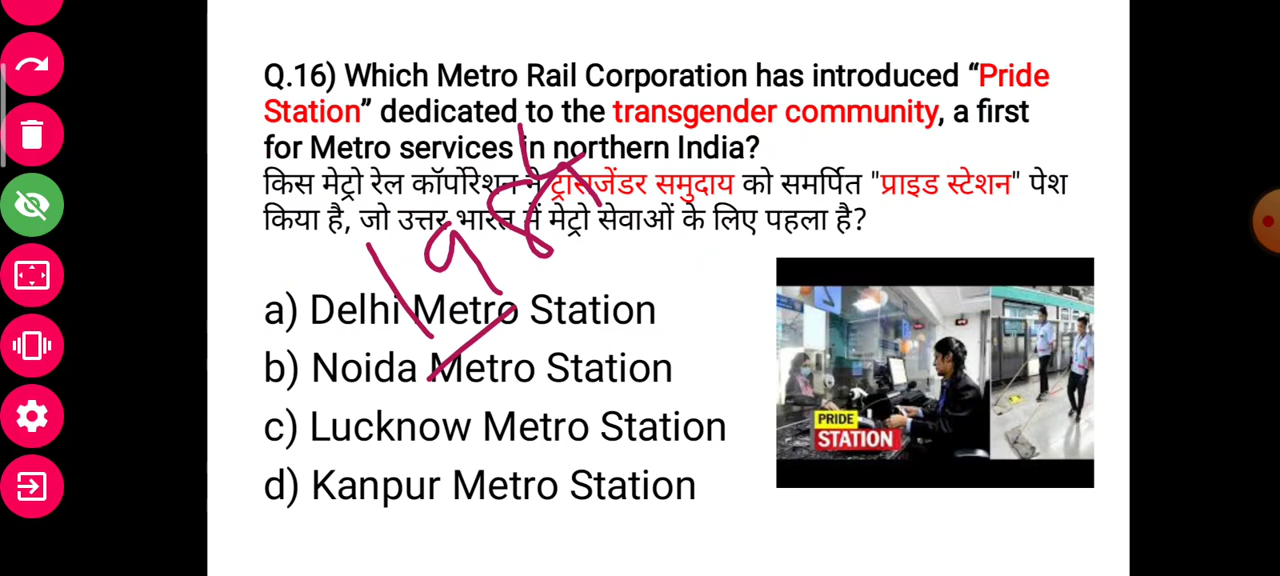 Q.16) Which Metro Rail Corporation has introduced “Pride
Station” dedicated to the transgender community, a first
for Metro services in northern India?
किस मेट्रो रेल कॉर्पोरेशन ने ट्रांसजेंडर समुदाय को समर्पित "प्राइड स्टेशन" पेश
किया है, जो उत्तर भारत में मेट्रो सेवाओं के लिए पहला है?
1984
a) Delhi Metro Station
b) Noida Metro Station
c) Lucknow Metro Station
d) Kanpur Metro Station
PRIDE
STATION